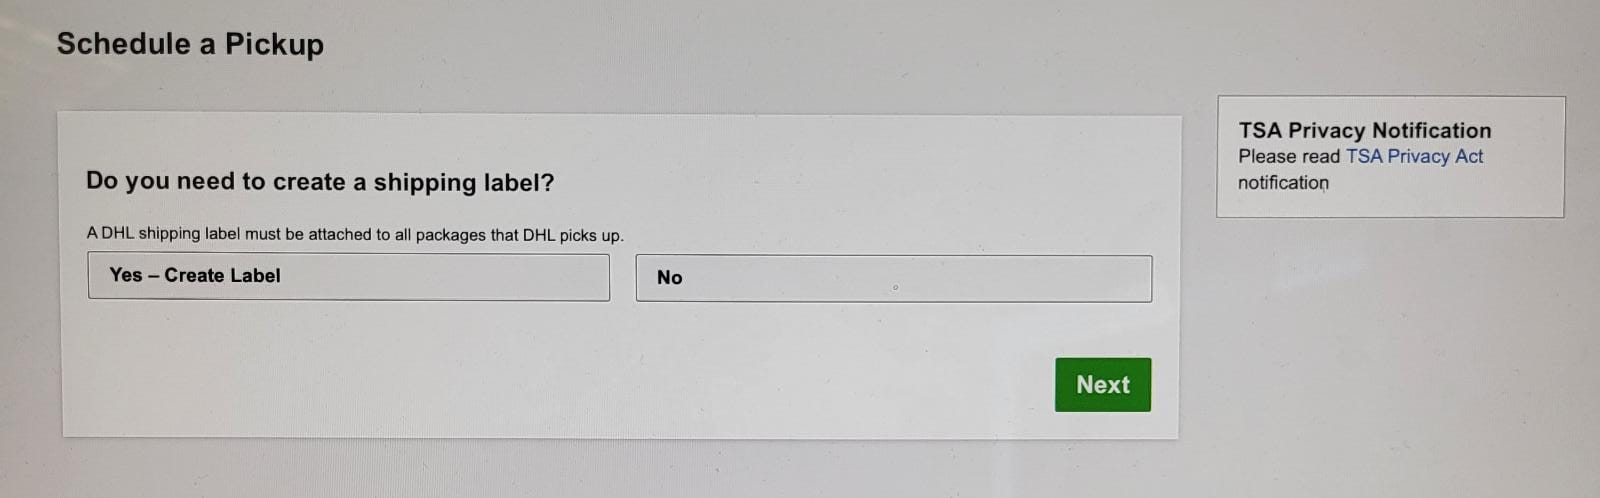 Schedule a Pickup
Do you need to create a shipping label?
A DHL shipping label must be attached to all packages that DHL picks up.
Yes – Create Label
No
Next
TSA Privacy Notification
Please read TSA Privacy Act
notification